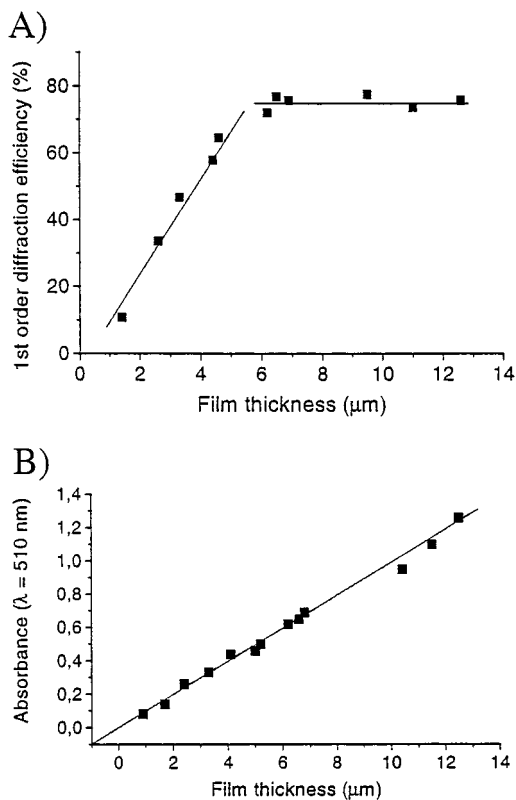 A)
80
60
40
20
0
1st order diffraction efficiency (%)
0 2 4 6 8 10 12 14
Film thickness (μm)
B)
1,4
1,2
1,0
0,8
0,6
0,4
0,2
0,0
Absorbance (λ = 510 nm)
0 2 4 6 8 10 12 14
Film thickness (μm)